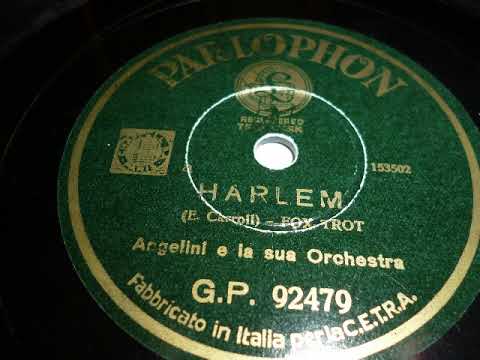 PARLOPHON
REGISTERED
TRADE MARK
153502
HARLEM
(E. Carroll) - FOX TROT
Angelini e la sua Orchestra
G.P. 92479
Fabbricato in Italia per la C.E.T.R.A.